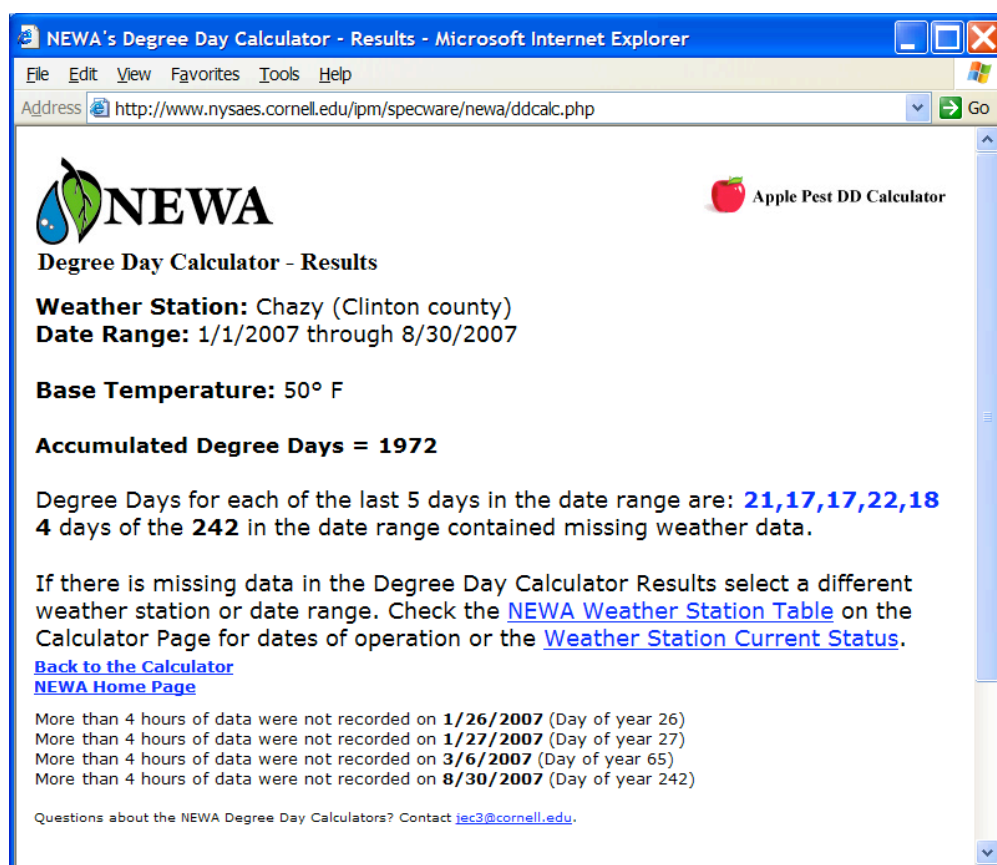 NEWA's Degree Day Calculator - Results - Microsoft Internet Explorer
File Edit View Favorites Tools Help
Address http://www.nysaes.cornell.edu/ipm/specware/newa/ddcalc.php Go
NEWA
Apple Pest DD Calculator
Degree Day Calculator - Results
Weather Station: Chazy (Clinton county)
Date Range: 1/1/2007 through 8/30/2007
Base Temperature: 50° F
Accumulated Degree Days = 1972
Degree Days for each of the last 5 days in the date range are: 21,17,17,22,18
4 days of the 242 in the date range contained missing weather data.
If there is missing data in the Degree Day Calculator Results select a different
weather station or date range. Check the NEWA Weather Station Table on the
Calculator Page for dates of operation or the Weather Station Current Status.
Back to the Calculator
NEWA Home Page
More than 4 hours of data were not recorded on 1/26/2007 (Day of year 26)
More than 4 hours of data were not recorded on 1/27/2007 (Day of year 27)
More than 4 hours of data were not recorded on 3/6/2007 (Day of year 65)
More than 4 hours of data were not recorded on 8/30/2007 (Day of year 242)
Questions about the NEWA Degree Day Calculators? Contact jec3@cornell.edu.